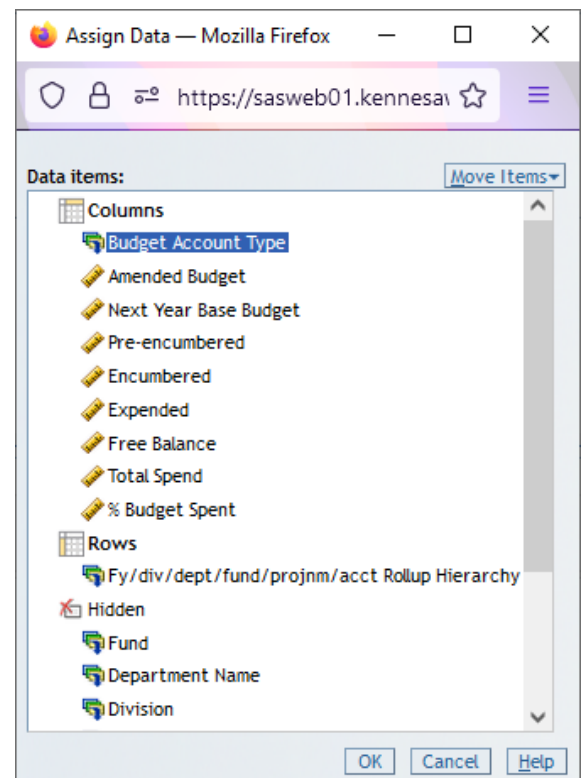 Assign Data — Mozilla Firefox
https://sasweb01.kennesaw
Data items:
Move Items
Columns
Budget Account Type
Amended Budget
Next Year Base Budget
Pre-encumbered
Encumbered
Expended
Free Balance
Total Spend
% Budget Spent
Rows
Fy/div/dept/fund/projnm/acct Rollup Hierarchy
Hidden
Fund
Department Name
Division
OK Cancel Help